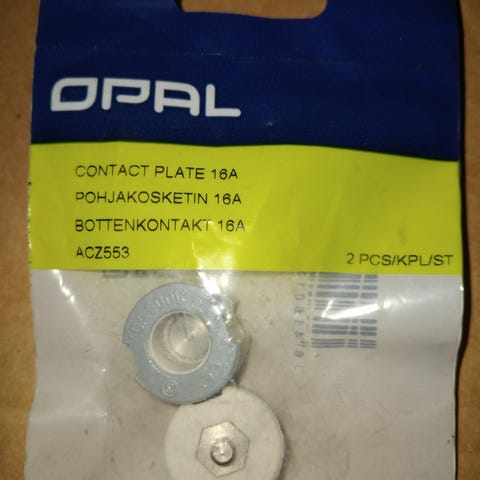 OPAL
CONTACT PLATE 16A
POHJAKOSKETIN 16A
BOTTENKONTAKT 16A
ACZ553
2 PCS/KPL/ST